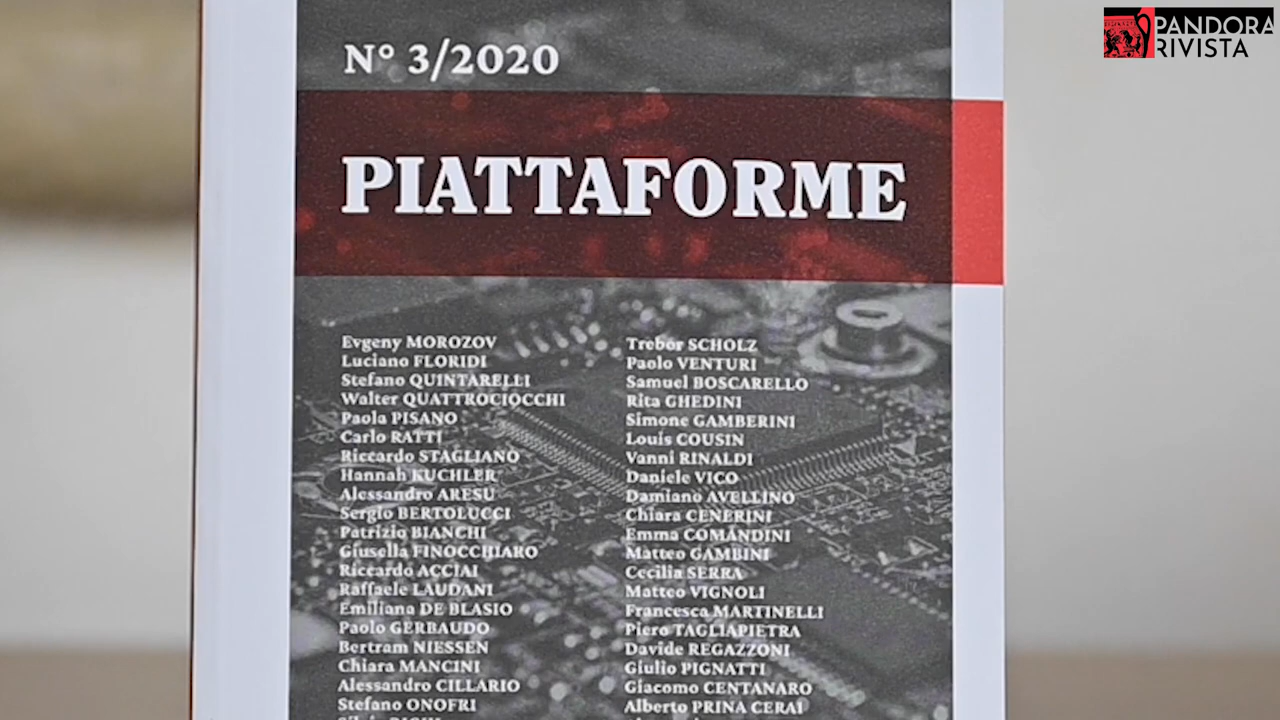 PANDORA
RIVISTA
N° 3/2020
PIATTAFORME
Evgeny MOROZOV
Luciano FLORIDI
Stefano QUINTARELLI
Walter QUATTROCIOCCHI
Paola PISANO
Carlo RATTI
Riccardo STAGLIANO
Hannah KUCHLER
Alessandro ARESU
Sergio BERTOLUCCI
Patrizio BIANCHI
Giusella FINOCCHIARO
Riccardo ACCIAI
Raffaele LAUDANI
Emiliana DE BLASIO
Paolo GERBAUDO
Bertram NIESSEN
Chiara MANCINI
Alessandro CILLARIO
Stefano ONOFRI
Trebor SCHOLZ
Paolo VENTURI
Samuel BOSCARELLO
Rita GHEDINI
Simone GAMBERINI
Louis COUSIN
Vanni RINALDI
Daniele VICO
Damiano AVELLINO
Chiara CENERINI
Emma COMANDINI
Matteo GAMBINI
Cecilia SERRA
Matteo VIGNOLI
Francesca MARTINELLI
Piero TAGLIAPIETRA
Davide REGAZZONI
Giulio PIGNATTI
Giacomo CENTANARO
Alberto PRINA CERAI